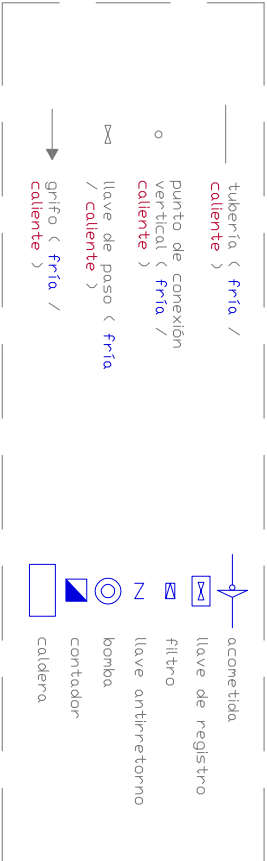 tubería ( fría /
caliente )
punto de conexión
vertical ( fría /
caliente )
llave de paso ( fría
/ caliente )
grifo ( fría /
caliente )
acometida
llave de registro
filtro
llave antirretorno
bomba
contador
caldera